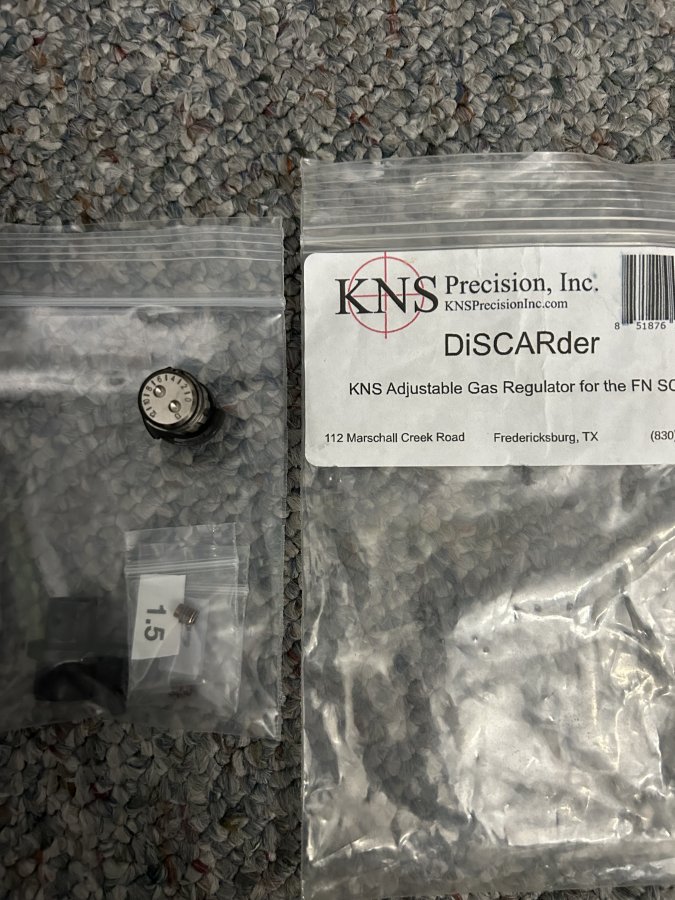 KNS Precision, Inc.
KNSPrecisionInc.com
8 51876
DiSCARder
KNS Adjustable Gas Regulator for the FN SC
112 Marschall Creek Road Fredericksburg, TX (830)
1.5